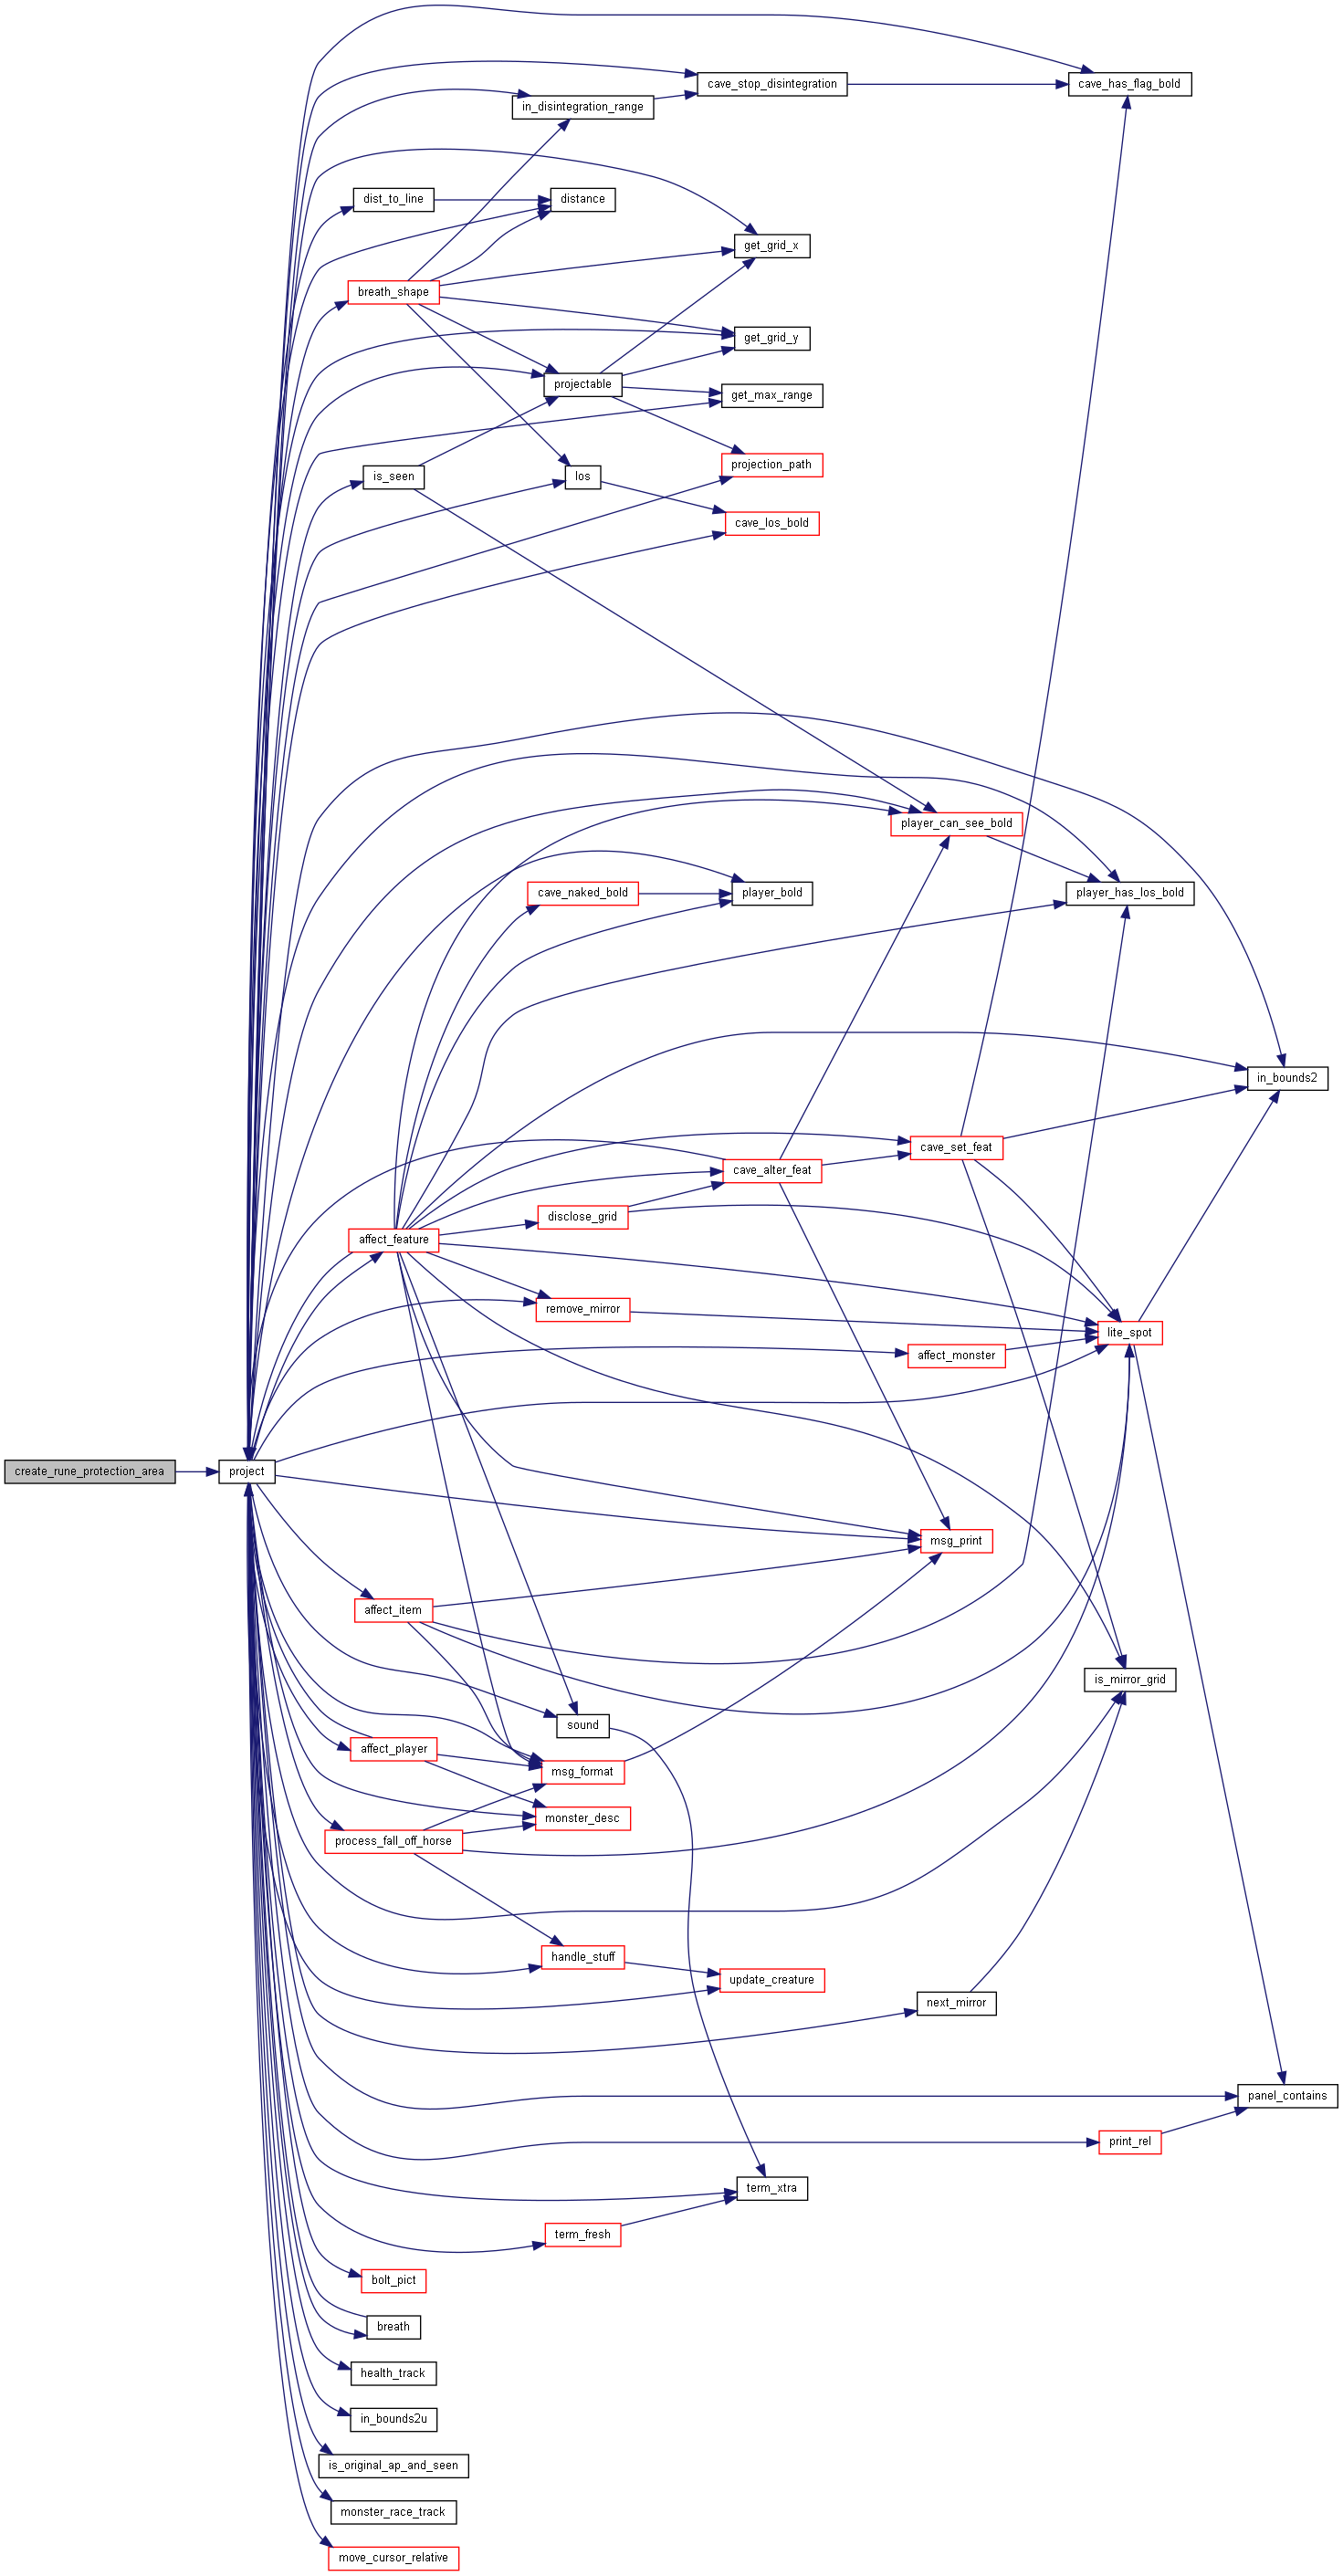 cave_stop_disintegration
cave_has_flag_bold
in_disintegration_range
dist_to_line
distance
get_grid_x
breath_shape
get_grid_y
projectable
get_max_range
projection_path
is_seen
los
cave_los_bold
player_can_see_bold
cave_naked_bold
player_bold
player_has_los_bold
in_bounds2
cave_set_feat
cave_alter_feat
disclose_grid
affect_feature
remove_mirror
lite_spot
affect_monster
create_rune_protection_area
project
msg_print
affect_item
is_mirror_grid
sound
affect_player
msg_format
monster_desc
process_fall_off_horse
handle_stuff
update_creature
next_mirror
panel_contains
print_rel
term_xtra
term_fresh
bolt_pict
breath
health_track
in_bounds2u
is_original_ap_and_seen
monster_race_track
move_cursor_relative